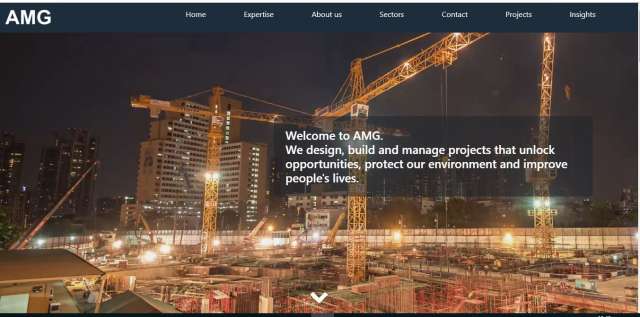 AMG
Home Expertise About us Sectors Contact Projects Insights
Welcome to AMG.
We design, build and manage projects that unlock
opportunities, protect our environment and improve
people's lives.